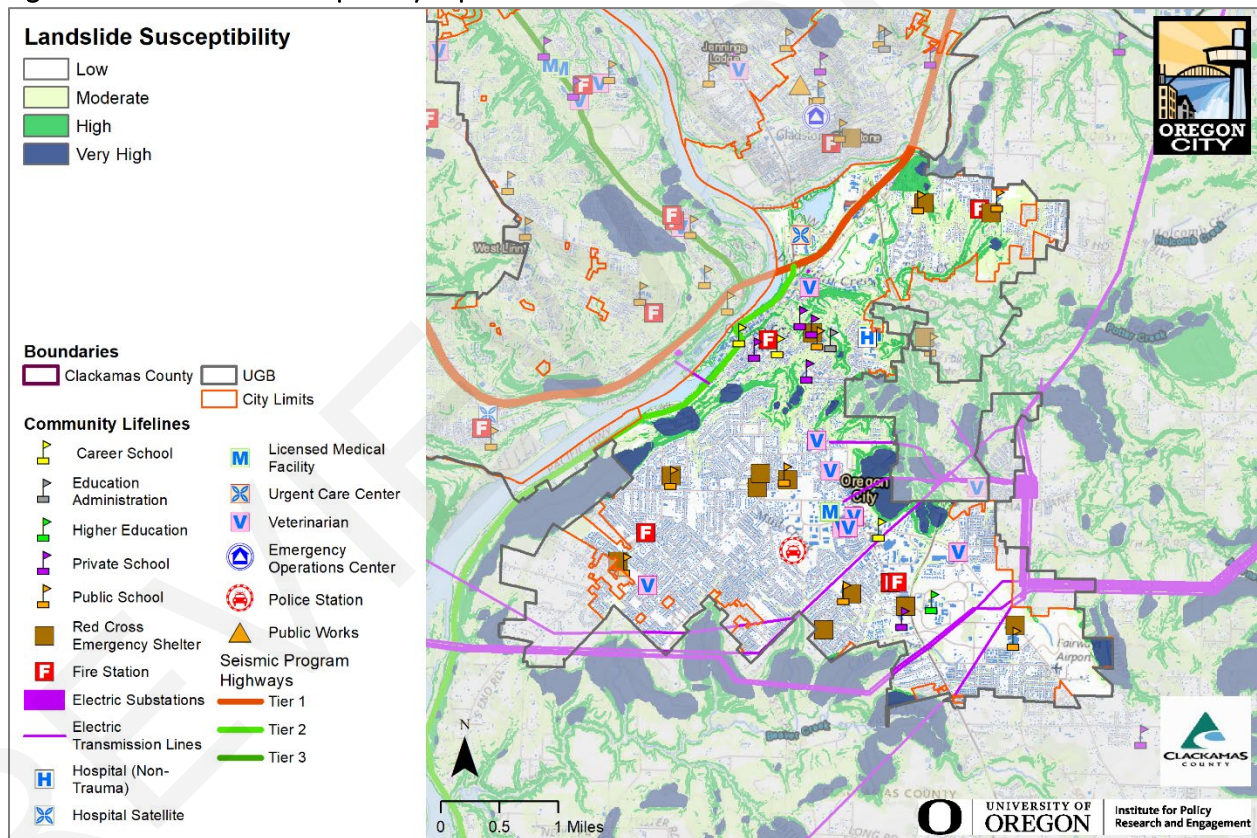 Landslide Susceptibility
Low
Moderate
High
Very High
Boundaries
Clackamas County
UGB
City Limits
Community Lifelines
Career School
Education
Administration
Higher Education
Private School
Public School
Red Cross
Emergency Shelter
F
Fire Station
Electric Substations
Electric
Transmission Lines
H
Hospital (Non-
Trauma)
Hospital Satellite
M
Licensed Medical
Facility
Urgent Care Center
V
Veterinarian
Emergency
Operations Center
Police Station
Public Works
Seismic Program
Highways
Tier 1
Tier 2
Tier 3
N
0 0.5 1 Miles
Jennings
Lodge
West Linn
Holcomb Creek
Potter Creek
Oregon
City
Fairways
Airport
Beaver Creek
OREGON
CITY
CLACKAMAS
COUNTY
O
UNIVERSITY OF
OREGON
Institute for Policy
Research and Engagement